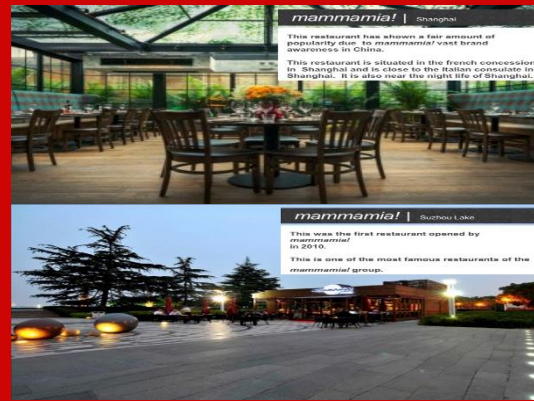 mammamia! | Shanghai
This restaurant has shown a fair amount of
popularity due to mammamia! vast brand
awareness in China.
This restaurant is situated in the french concession
in Shanghai and is close to the Italian consulate in
Shanghai. It is also near the night life of Shanghai.
mammamia! | Suzhou Lake
This was the first restaurant opened by
mammamia!
in 2010.
This is one of the most famous restaurants of the
mammamia! group.